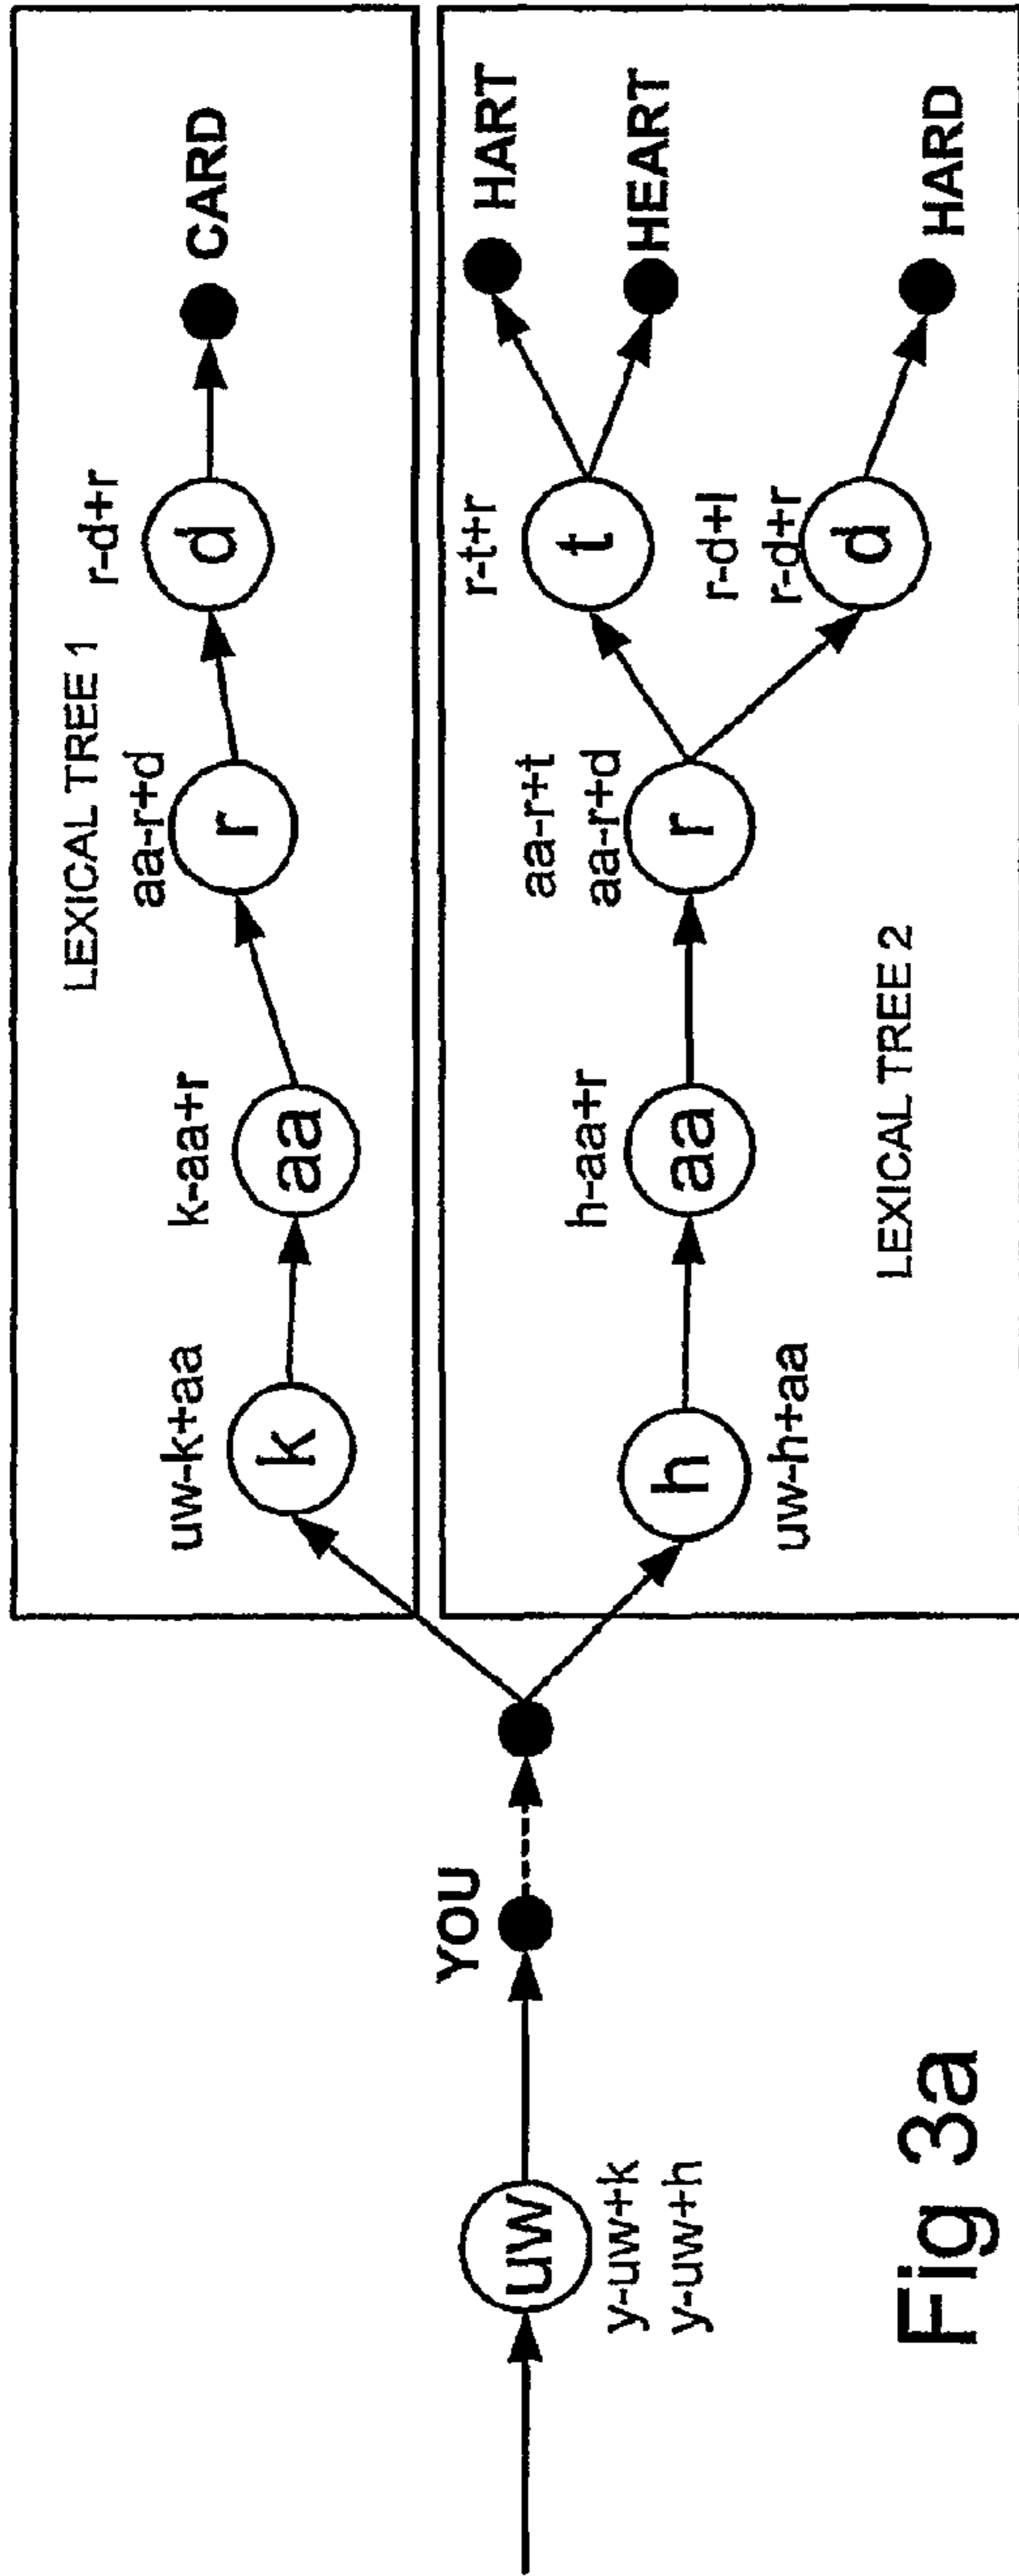 LEXICAL TREE 1
uw-k+aa
k
k-aa+r
aa
aa-r+d
r
r-d+r
d
CARD
YOU
uw
y-uw+k
y-uw+h
h
uw-h+aa
h-aa+r
aa
aa-r+t
aa-r+d
r
r-t+r
t
HART
HEART
r-d+l
r-d+r
d
HARD
LEXICAL TREE 2
Fig 3a